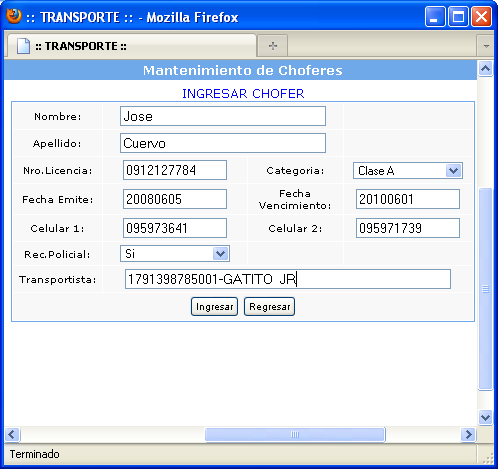 :: TRANSPORTE :: - Mozilla Firefox
:: TRANSPORTE ::
Mantenimiento de Choferes
INGRESAR CHOFER
Nombre: Jose
Apellido: Cuervo
Nro.Licencia: 0912127784 Categoria: Clase A
Fecha Emite: 20080605 Fecha Vencimiento: 20100601
Celular 1: 095973641 Celular 2: 095971739
Rec.Policial: Si
Transportista: 1791398785001-GATITO JR
Ingresar Regresar
Terminado